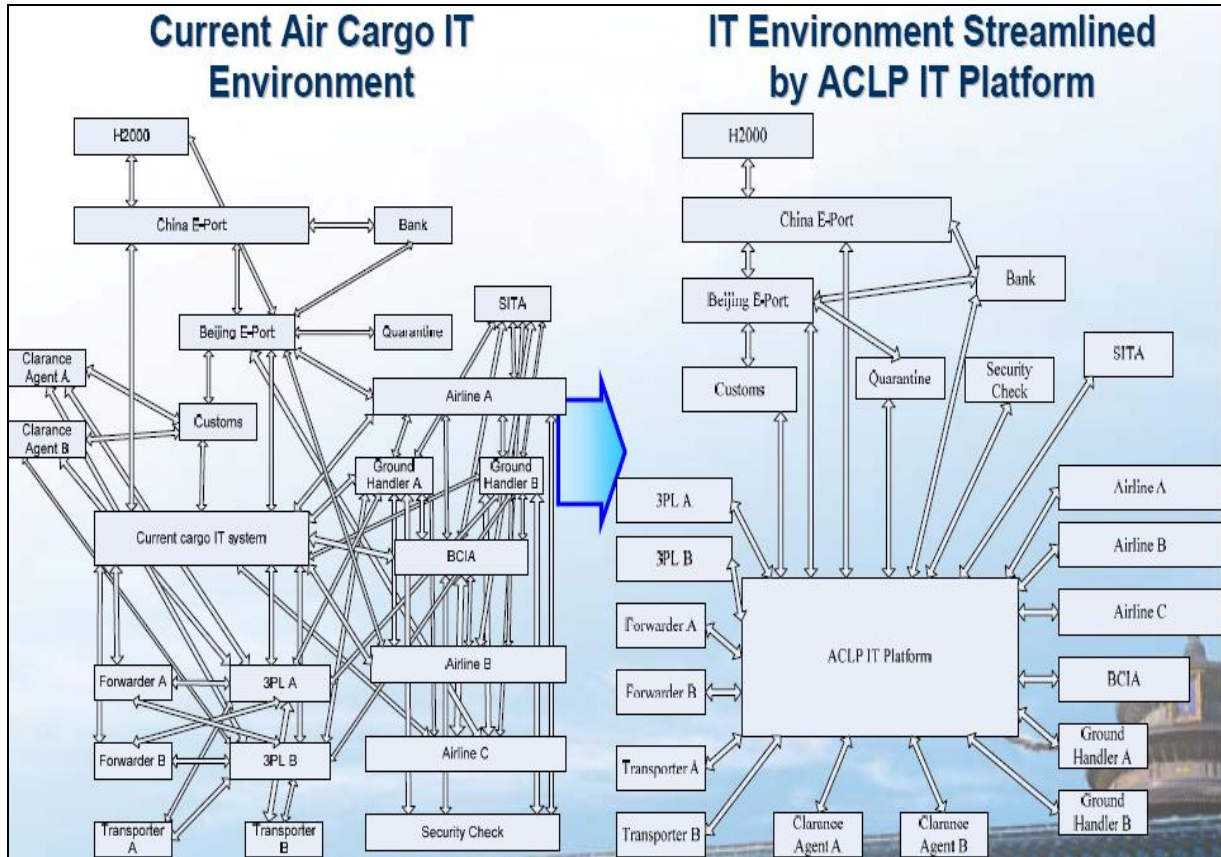 Current Air Cargo IT
Environment
H2000
China E-Port
Bank
SITA
Beijing E-Port
Quarantine
Clarance
Agent A
Airline A
Customs
Clarance
Agent B
Ground
Handler A
Ground
Handler B
Current cargo IT system
BCIA
Airline B
Forwarder A
3PL A
Forwarder B
3PL B
Airline C
Transporter
A
Transporter
B
Security Check
IT Environment Streamlined
by ACLP IT Platform
H2000
China E-Port
Bank
Beijing E-Port
SITA
Customs
Quarantine
Security
Check
3PL A
Airline A
3PL B
Airline B
Forwarder A
Airline C
ACLP IT Platform
Forwarder B
BCIA
Transporter A
Ground
Handler A
Transporter B
Clarance
Agent A
Clarance
Agent B
Ground
Handler B